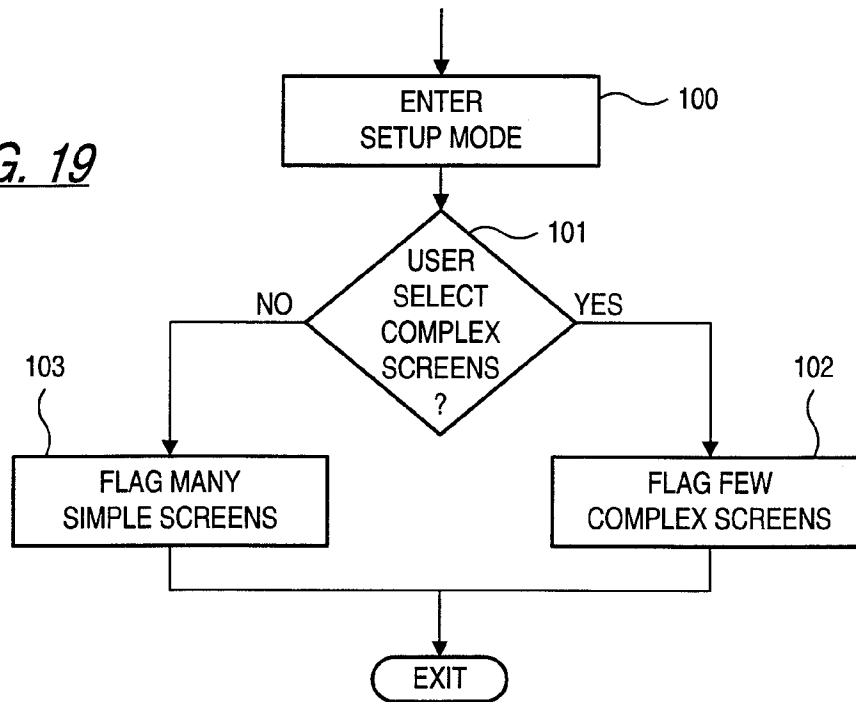 ENTER
SETUP MODE
100
G. 19
101
USER
SELECT
COMPLEX
SCREENS
?
NO
YES
103
102
FLAG MANY
SIMPLE SCREENS
FLAG FEW
COMPLEX SCREENS
EXIT